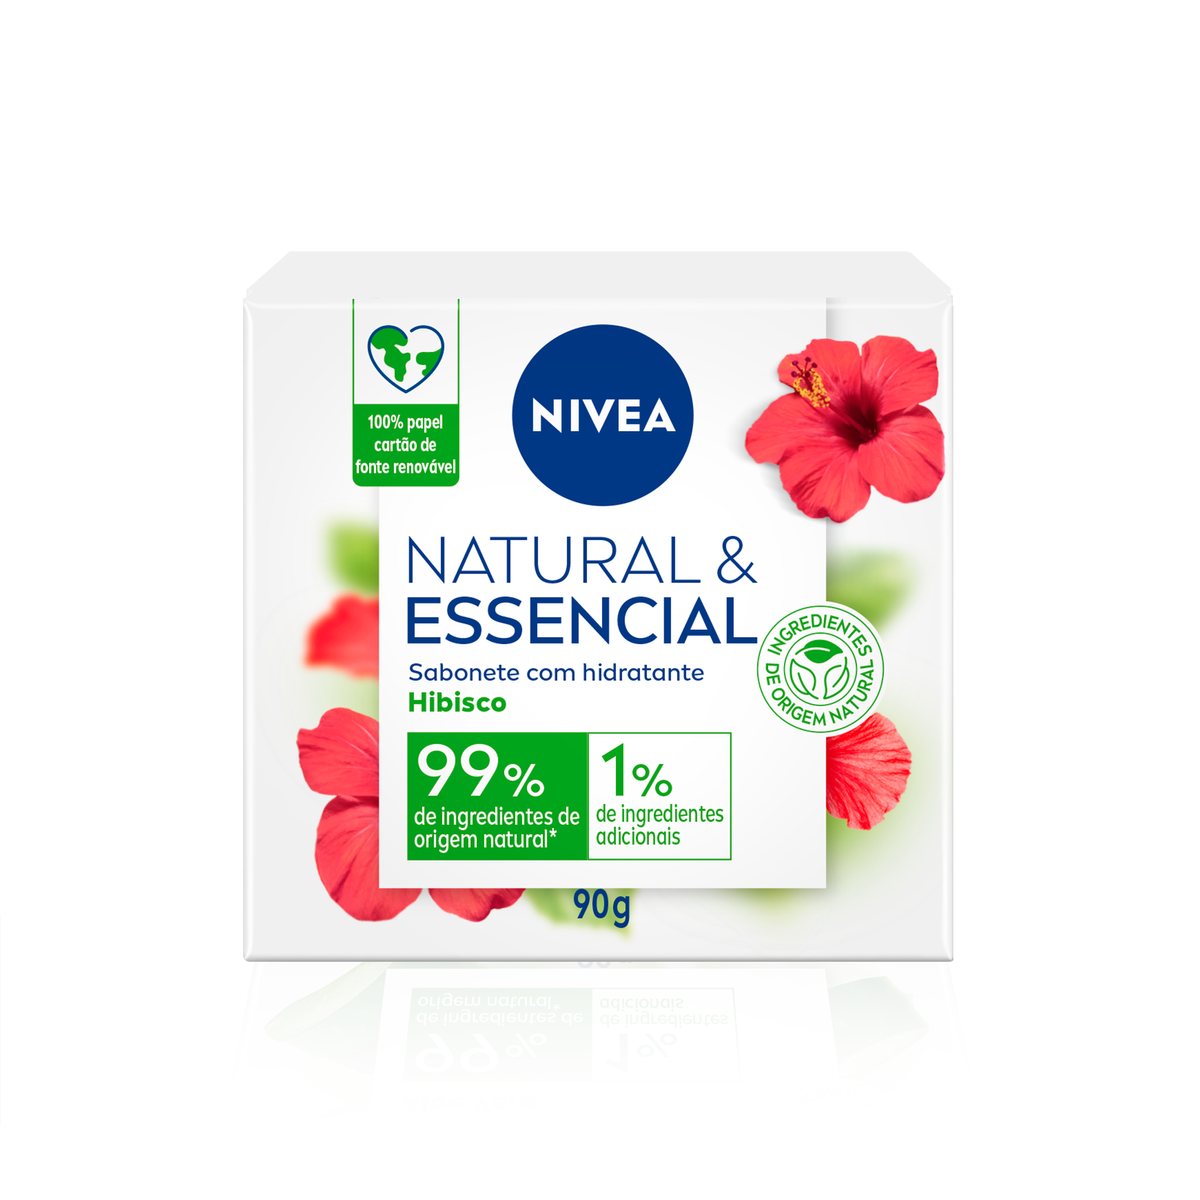 100% papel
cartão de
fonte renovável
NIVEA
NATURAL &
ESSENCIAL
Sabonete com hidratante
Hibisco
INGREDIENTES
DE ORIGEM NATURAL
99%
de ingredientes de
origem natural*
1%
de ingredientes
adicionais
90g